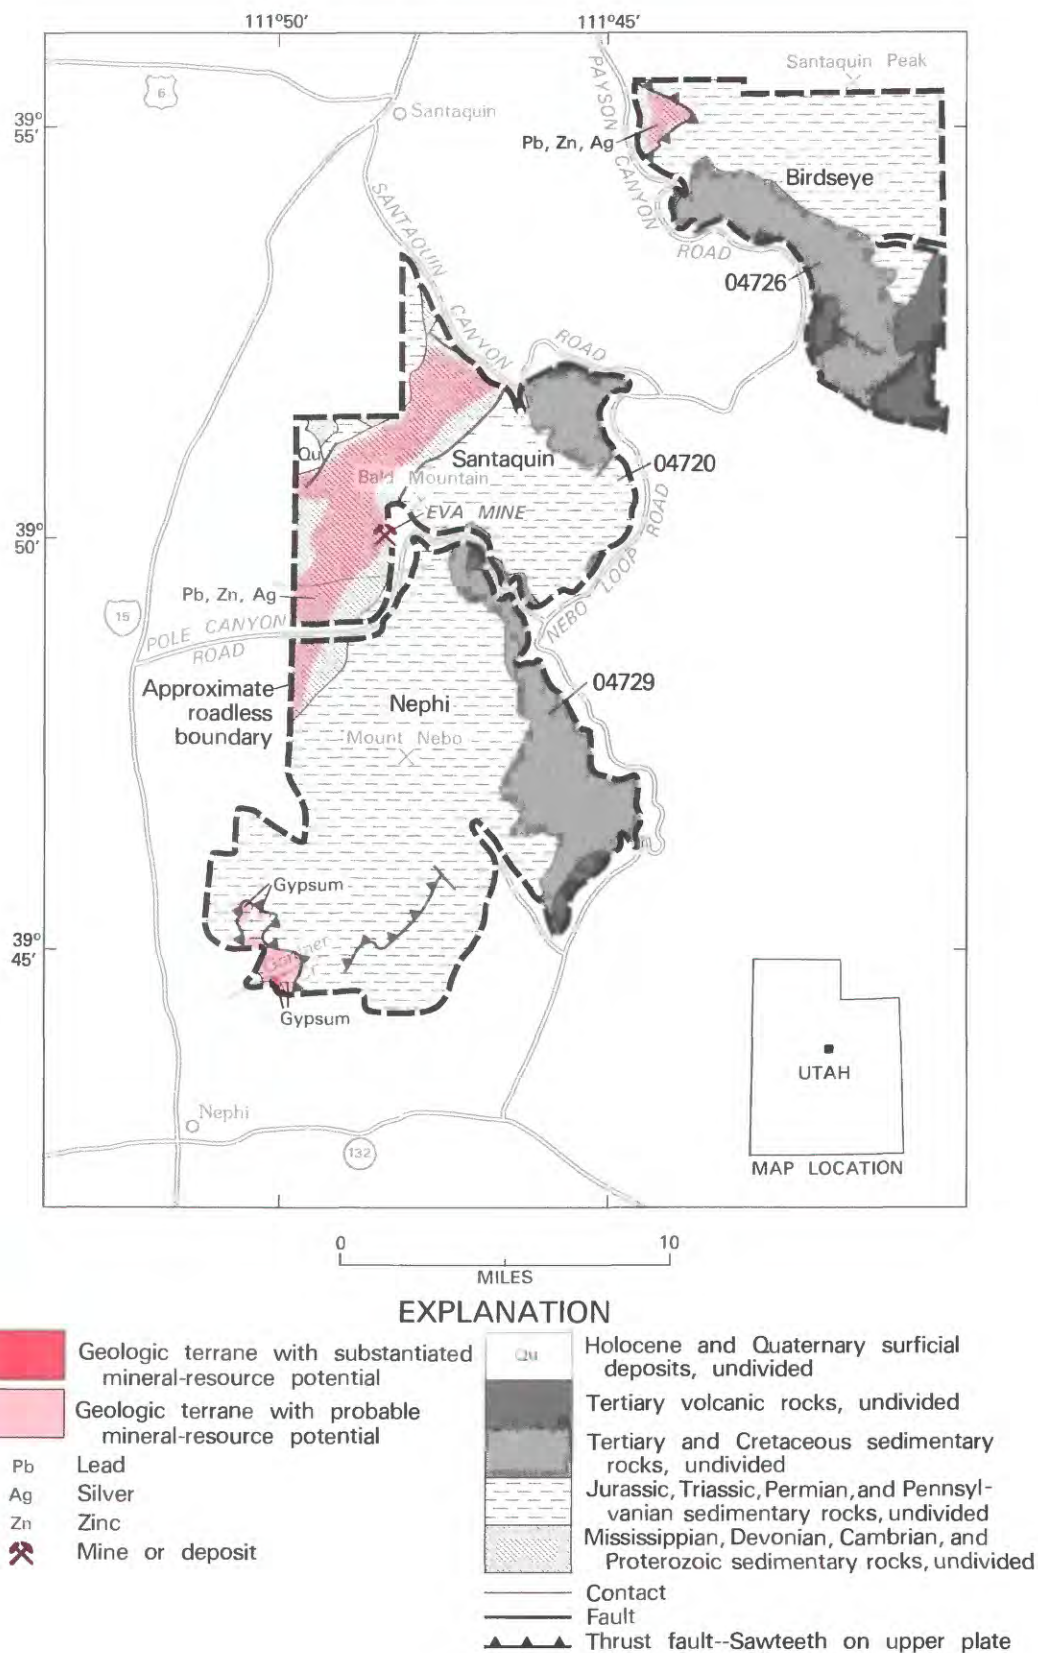 111°50′ 111°45′
6
Santaquin
PAYSON CANYON ROAD
Santaquin Peak
39°
55′
Pb, Zn, Ag
Birdseye
SANTAQUIN CANYON ROAD
04726
Qu
Santaquin
04720
Bald Mountain
EVA MINE
39°
50′
NEBO LOOP ROAD
Pb, Zn, Ag
15
POLE CANYON
ROAD
Approximate
roadless
boundary
Nephi
04729
Mount Nebo
Gypsum
39°
45′
Gardner
Gypsum
UTAH
MAP LOCATION
Nephi
132
0 10
MILES
EXPLANATION
Geologic terrane with substantiated
mineral-resource potential
Geologic terrane with probable
mineral-resource potential
Pb Lead
Ag Silver
Zn Zinc
Mine or deposit
Qu Holocene and Quaternary surficial
deposits, undivided
Tertiary volcanic rocks, undivided
Tertiary and Cretaceous sedimentary
rocks, undivided
Jurassic, Triassic, Permian, and Pennsyl-
vanian sedimentary rocks, undivided
Mississippian, Devonian, Cambrian, and
Proterozoic sedimentary rocks, undivided
Contact
Fault
Thrust fault--Sawteeth on upper plate